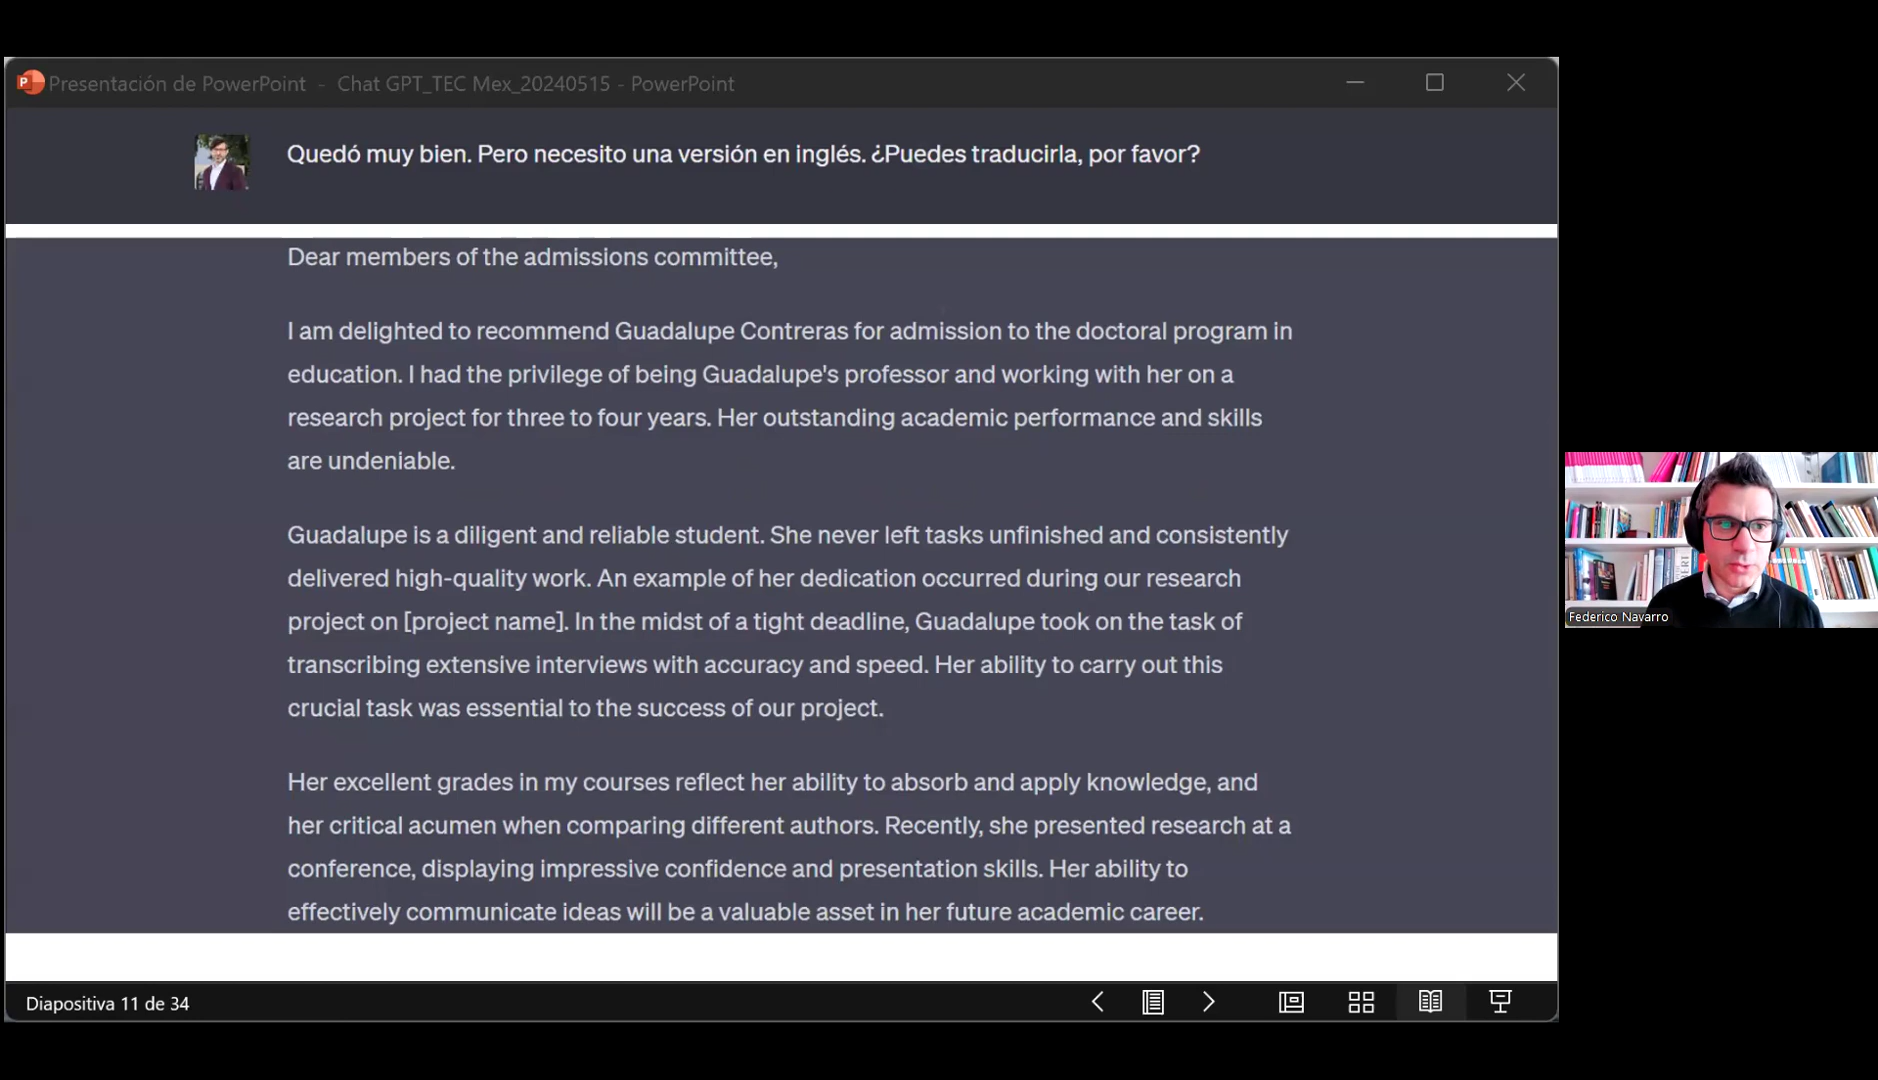 Presentación de PowerPoint - Chat GPT_TEC Mex_20240515 - PowerPoint
Quedó muy bien. Pero necesito una versión en inglés. ¿Puedes traducirla, por favor?
Dear members of the admissions committee,
I am delighted to recommend Guadalupe Contreras for admission to the doctoral program in
education. I had the privilege of being Guadalupe's professor and working with her on a
research project for three to four years. Her outstanding academic performance and skills
are undeniable.
Guadalupe is a diligent and reliable student. She never left tasks unfinished and consistently
delivered high-quality work. An example of her dedication occurred during our research
project on [project name]. In the midst of a tight deadline, Guadalupe took on the task of
transcribing extensive interviews with accuracy and speed. Her ability to carry out this
crucial task was essential to the success of our project.
Her excellent grades in my courses reflect her ability to absorb and apply knowledge, and
her critical acumen when comparing different authors. Recently, she presented research at a
conference, displaying impressive confidence and presentation skills. Her ability to
effectively communicate ideas will be a valuable asset in her future academic career.
Federico Navarro
Diapositiva 11 de 34